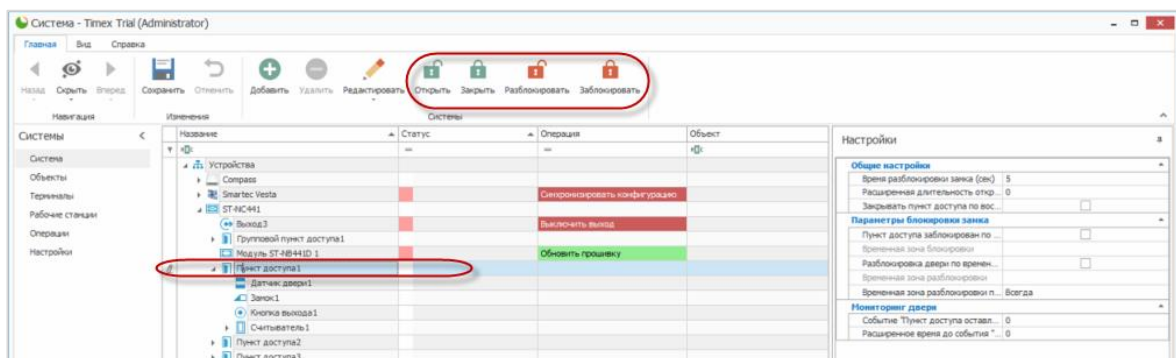 Система - Timex Trial (Administrator)
Главная Вид Справка
Назад Скрыть Вперед Сохранить Отменить Добавить Удалить Редактировать Открыть Закрыть Разблокировать Заблокировать
Навигация Изменения Системы
Системы
Система
Объекты
Терминалы
Рабочие станции
Операции
Настройки
Название Статус Операция Объект
= =
Устройства
Compass
Smartec Vesta Синхронизировать конфигурацию
ST-NC441
Выход3 Выключить выход
Групповой пункт доступа1
Модуль ST-NB441D 1 Обновить прошивку
Пункт доступа1
Датчик двери1
Замок1
Кнопка выхода1
Считыватель1
Пункт доступа2
Пункт доступа3
Настройки
Общие настройки
Время разблокировки замка (сек) 5
Расширенная длительность откр... 0
Закрывать пункт доступа по вос...
Параметры блокировки замка
Пункт доступа заблокирован по ...
Временная зона блокировки
Разблокировка двери по времен...
Временная зона разблокировки
Временная зона разблокировки п... Всегда
Мониторинг двери
Событие "Пункт доступа оставл... 0
Расширенное время до события "... 0